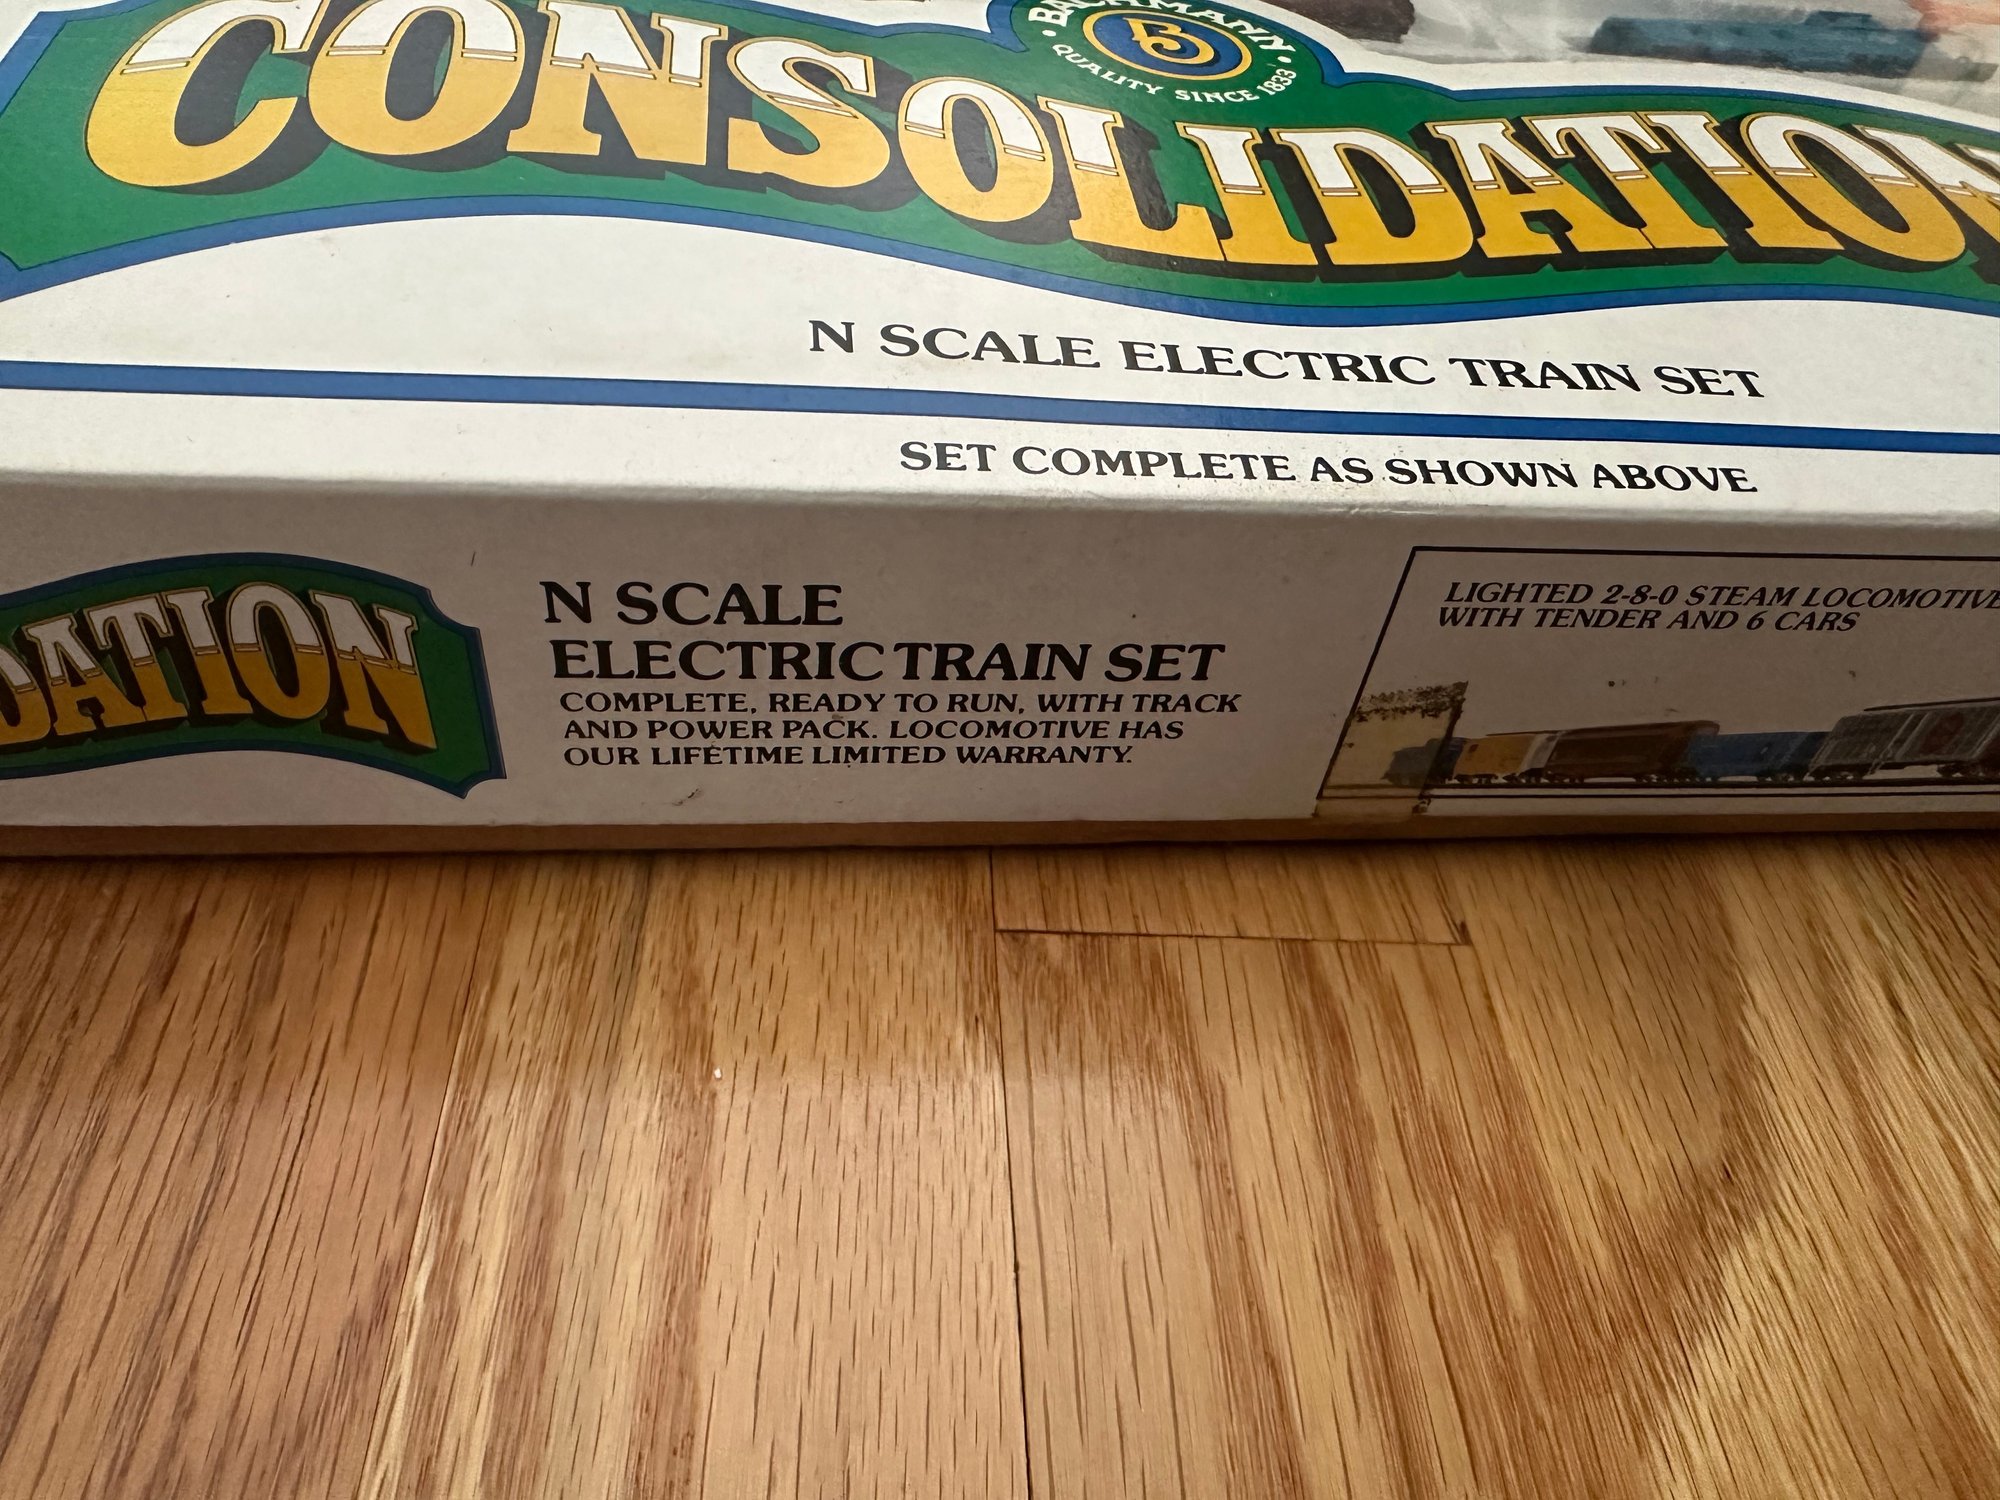 CONSOLIDATION
BACHMANN
QUALITY SINCE 1833
B
N SCALE ELECTRIC TRAIN SET
SET COMPLETE AS SHOWN ABOVE
DATION
N SCALE
ELECTRIC TRAIN SET
COMPLETE, READY TO RUN, WITH TRACK
AND POWER PACK. LOCOMOTIVE HAS
OUR LIFETIME LIMITED WARRANTY.
LIGHTED 2-8-0 STEAM LOCOMOTIVE
WITH TENDER AND 6 CARS